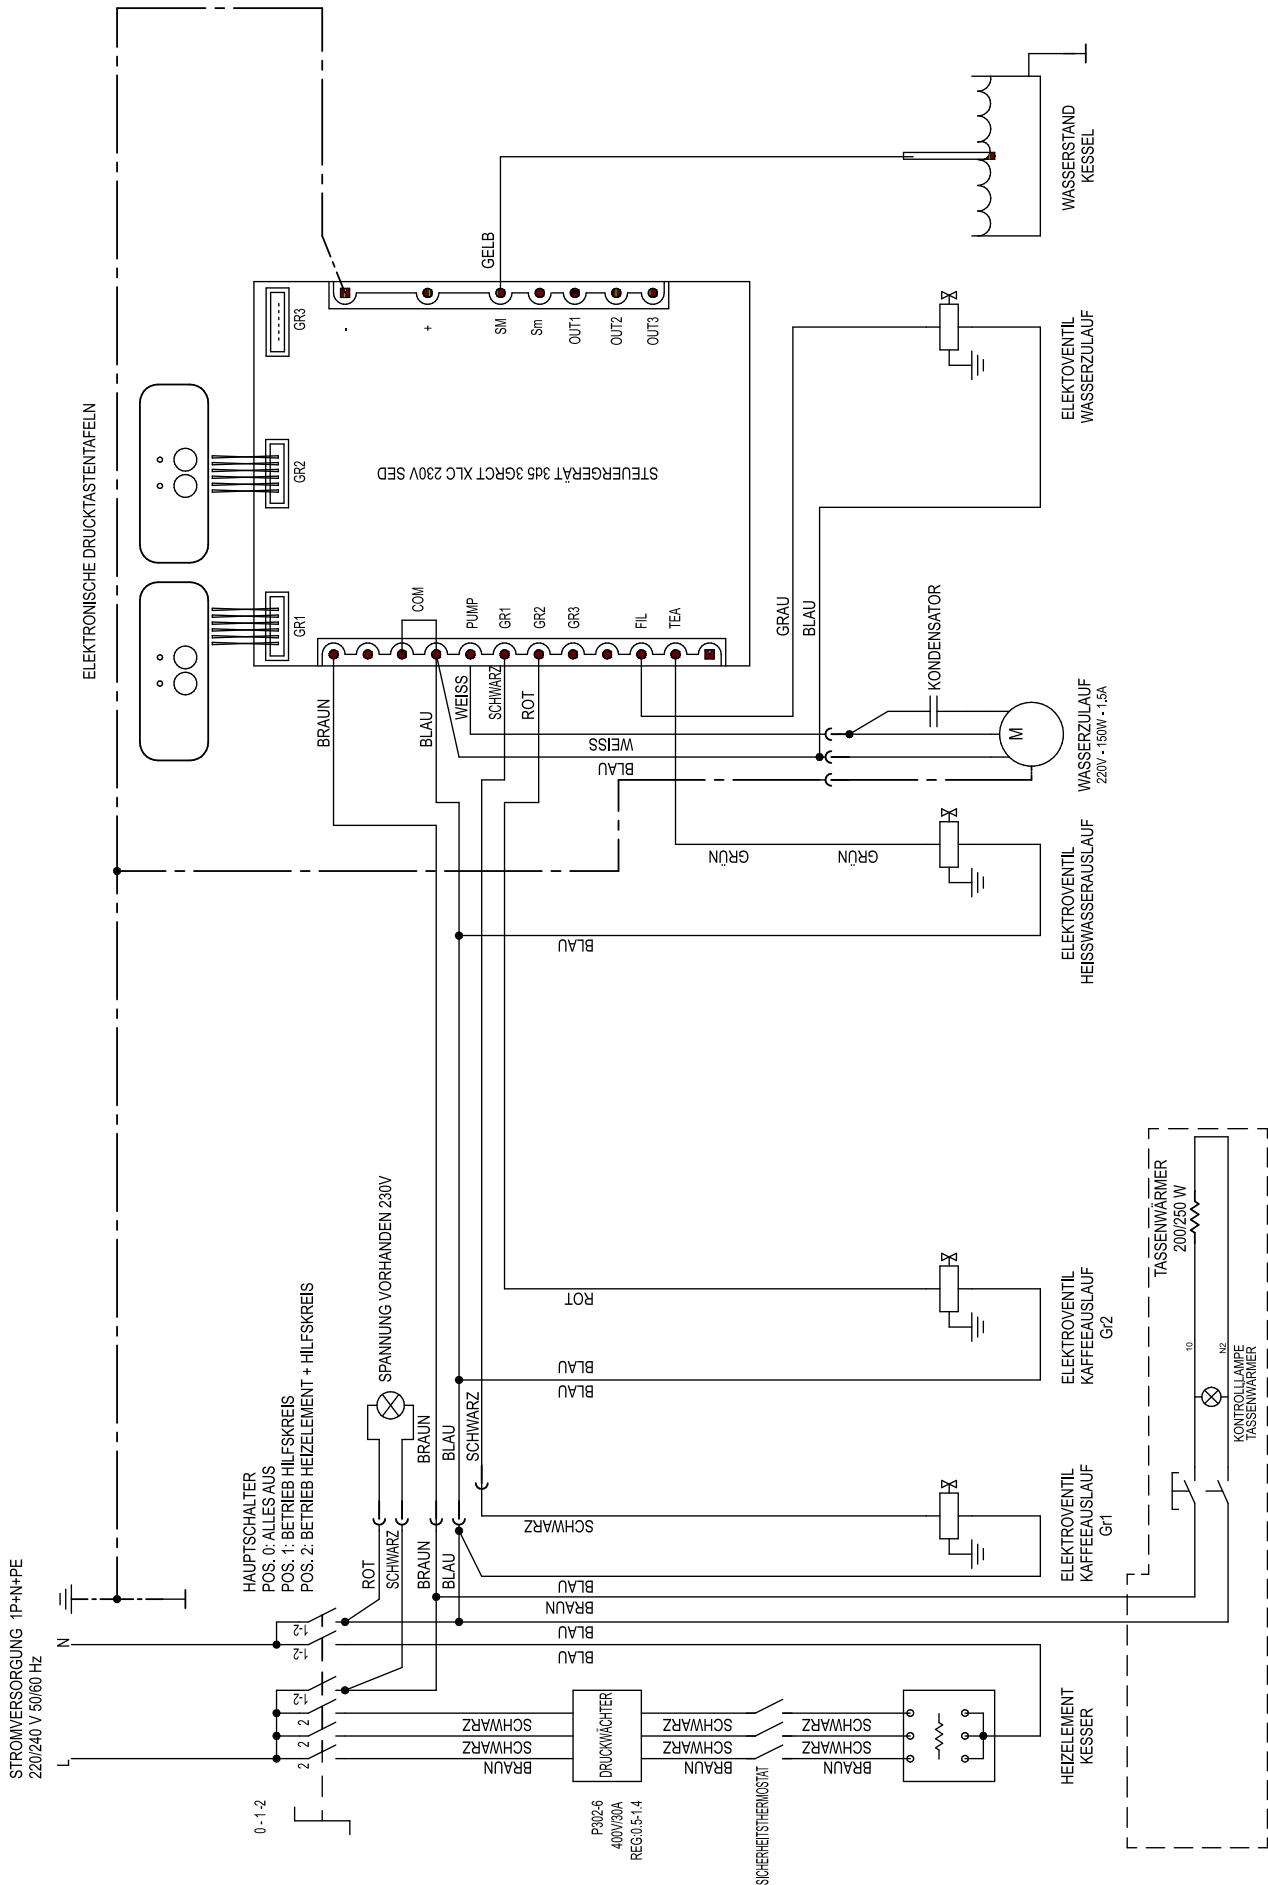 STROMVERSORGUNG 1P+N+PE
220/240 V 50/60 Hz
L
N
0 - 1 -2
HAUPTSCHALTER
POS. 0: ALLES AUS
POS. 1: BETRIEB HILFSKREIS
POS. 2: BETRIEB HEIZELEMENT + HILFSKREIS
2
2
2
1-2
1-2
1-2
ROT
SCHWARZ
BRAUN
BLAU
SPANNUNG VORHANDEN 230V
BRAUN
BLAU
SCHWARZ
SCHWARZ
SCHWARZ
BRAUN
DRUCKWÄCHTER
P302-6
400V/30A
REG:0.5-1.4
SCHWARZ
SCHWARZ
BRAUN
SICHERHEITSTHERMOSTAT
SCHWARZ
SCHWARZ
BRAUN
HEIZELEMENT
KESSER
BLAU
BRAUN
BLAU
SCHWARZ
ELEKTROVENTIL
KAFFEEAUSLAUF
Gr1
BLAU
BLAU
ROT
ELEKTROVENTIL
KAFFEEAUSLAUF
Gr2
TASSENWÄRMER
200/250 W
10
N2
KONTROLLLAMPE
TASSENWÄRMER
ELEKTRONISCHE DRUCKTASTENTAFELN
GR1
GR2
GR3
STEUERGERÄT 3d5 3GRCT XLC 230V SED
COM
PUMP
GR1
GR2
GR3
FIL
TEA
-
+
SM
Sm
OUT1
OUT2
OUT3
BRAUN
BLAU
WEISS
SCHWARZ
ROT
WEISS
BLAU
GELB
GRAU
BLAU
GRÜN
GRÜN
BLAU
ELEKTROVENTIL
HEISSWASSERAUSLAUF
KONDENSATOR
M
WASSERZULAUF
220V - 150W - 1.5A
ELEKTOVENTIL
WASSERZULAUF
WASSERSTAND
KESSEL